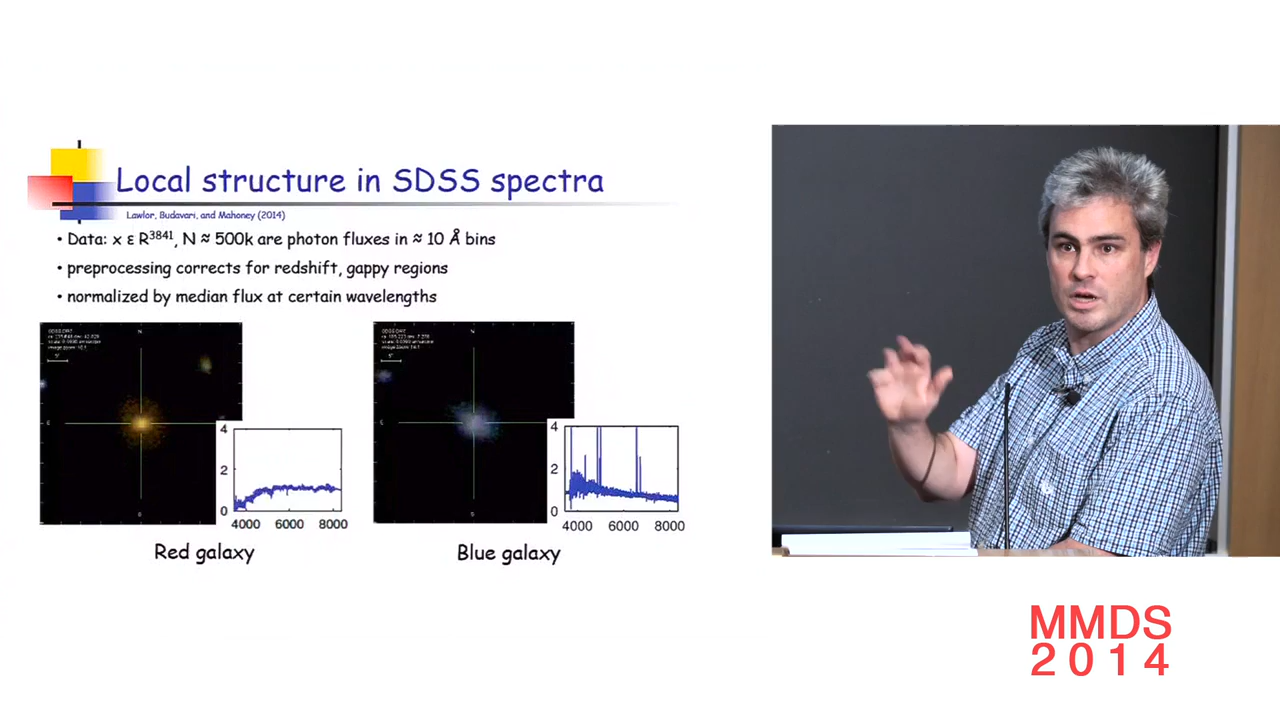 Local structure in SDSS spectra
Lawlor, Budavari, and Mahoney (2014)
• Data: x ε R³⁸⁴¹, N ≈ 500k are photon fluxes in ≈ 10 Å bins
• preprocessing corrects for redshift, gappy regions
• normalized by median flux at certain wavelengths
4
2
0
4000 6000 8000
4
2
0
4000 6000 8000
Red galaxy
Blue galaxy
MMDS
2014